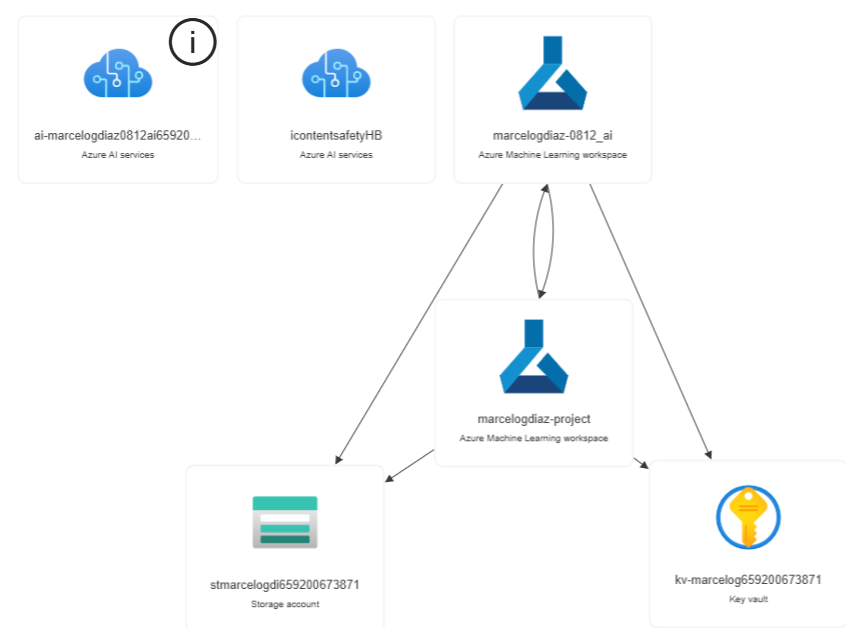 i
ai-marcelogdiaz0812ai65920...
Azure AI services
icontentsafetyHB
Azure AI services
marcelogdiaz-0812_ai
Azure Machine Learning workspace
marcelogdiaz-project
Azure Machine Learning workspace
stmarcelogdi659200673871
Storage account
kv-marcelog659200673871
Key vault